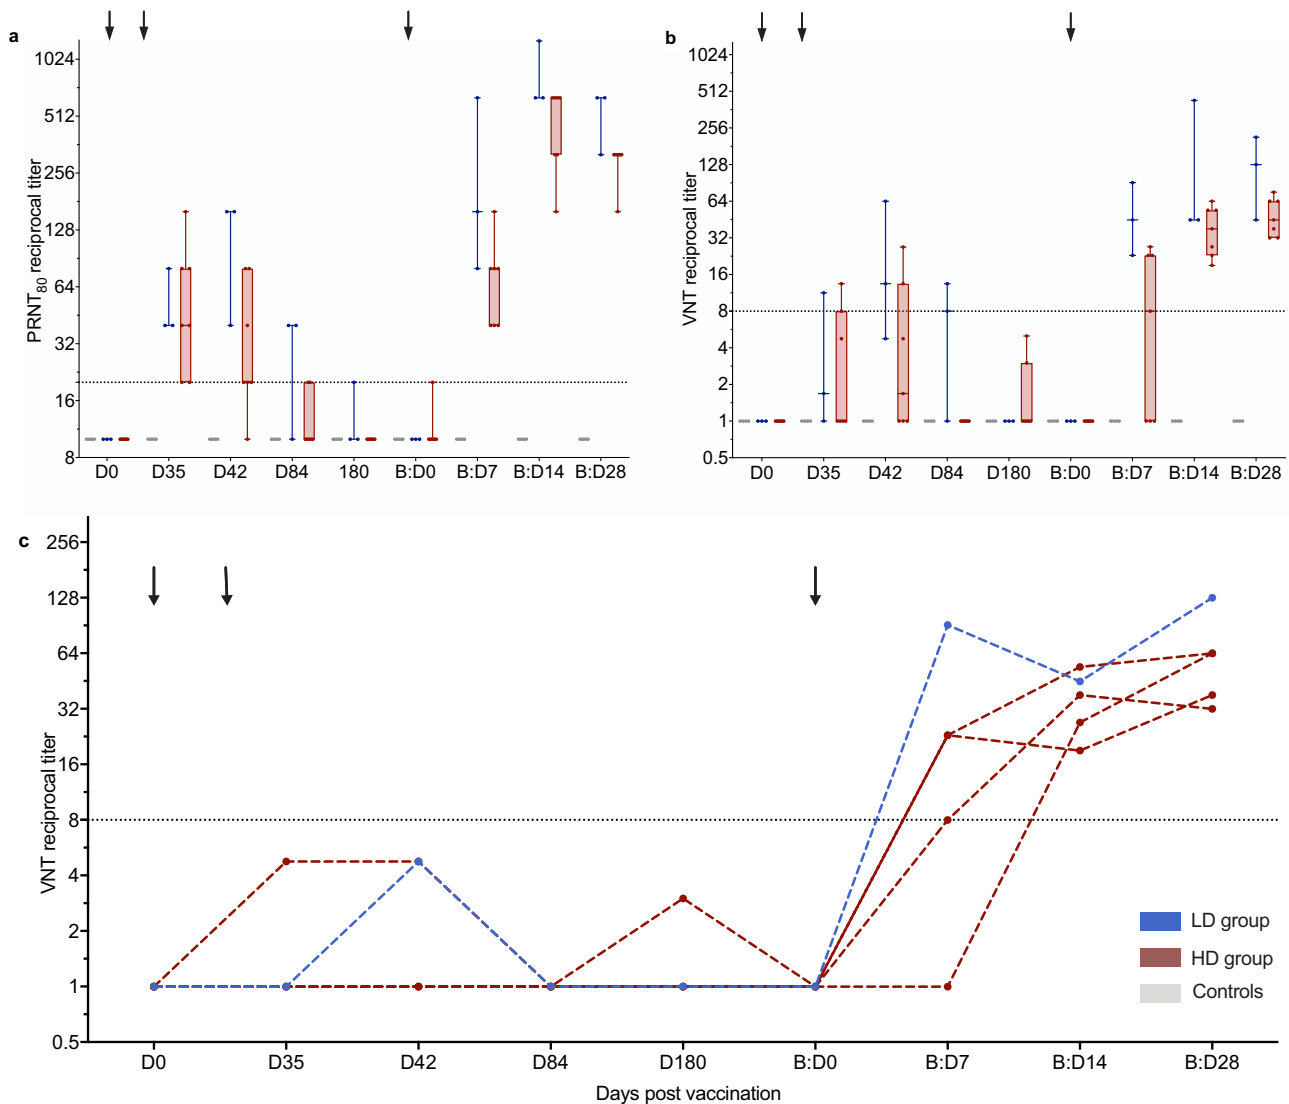 a
1024
512
256
128
64
32
16
8
PRNT80 reciprocal titer
D0 D35 D42 D84 180 B:D0 B:D7 B:D14 B:D28
b
1024
512
256
128
64
32
16
8
4
2
1
0.5
VNT reciprocal titer
D0 D35 D42 D84 D180 B:D0 B:D7 B:D14 B:D28
c
256
128
64
32
16
8
4
2
1
0.5
VNT reciprocal titer
LD group
HD group
Controls
D0 D35 D42 D84 D180 B:D0 B:D7 B:D14 B:D28
Days post vaccination